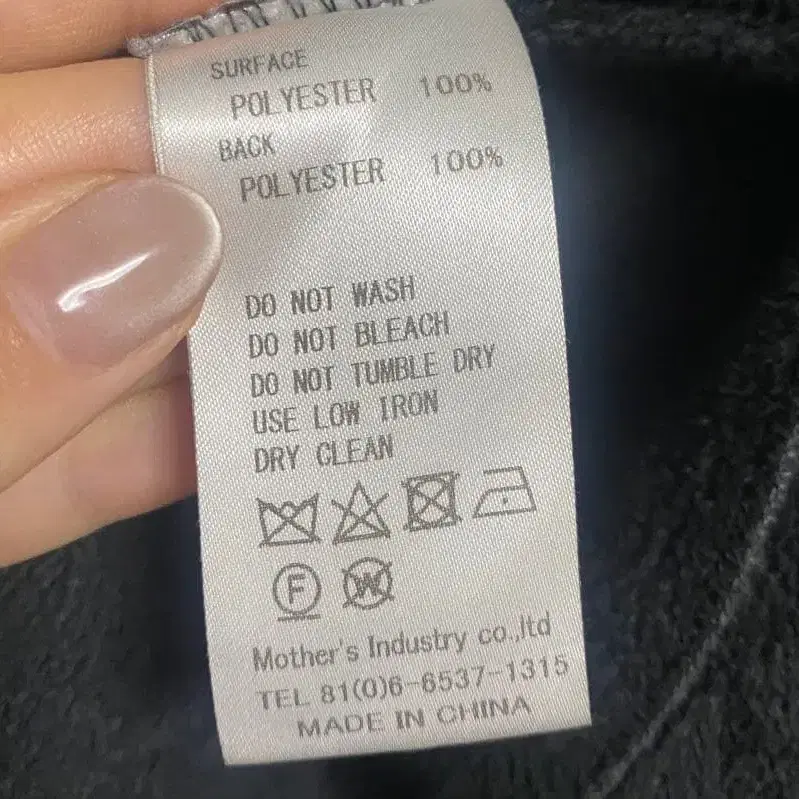 SURFACE
POLYESTER 100%
BACK
POLYESTER 100%
DO NOT WASH
DO NOT BLEACH
DO NOT TUMBLE DRY
USE LOW IRON
DRY CLEAN
F W
Mother's Industry co.,ltd
TEL 81(0)6-6537-1315
MADE IN CHINA